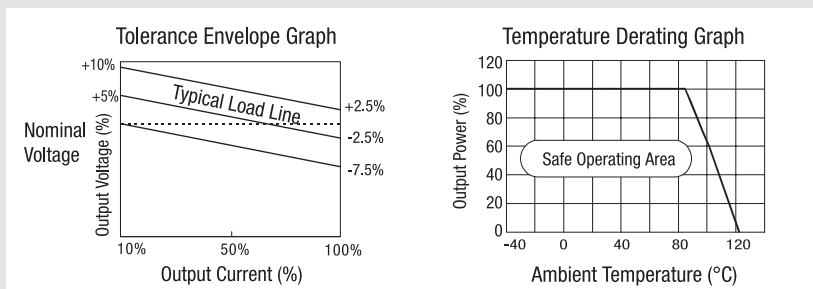 Tolerance Envelope Graph
+10%
+5%
Typical Load Line
+2.5%
-2.5%
-7.5%
Nominal
Voltage
Output Voltage (%)
10%
50%
100%
Output Current (%)
Temperature Derating Graph
120
100
80
60
40
20
0
Output Power (%)
Safe Operating Area
-40
0
40
80
120
Ambient Temperature (°C)